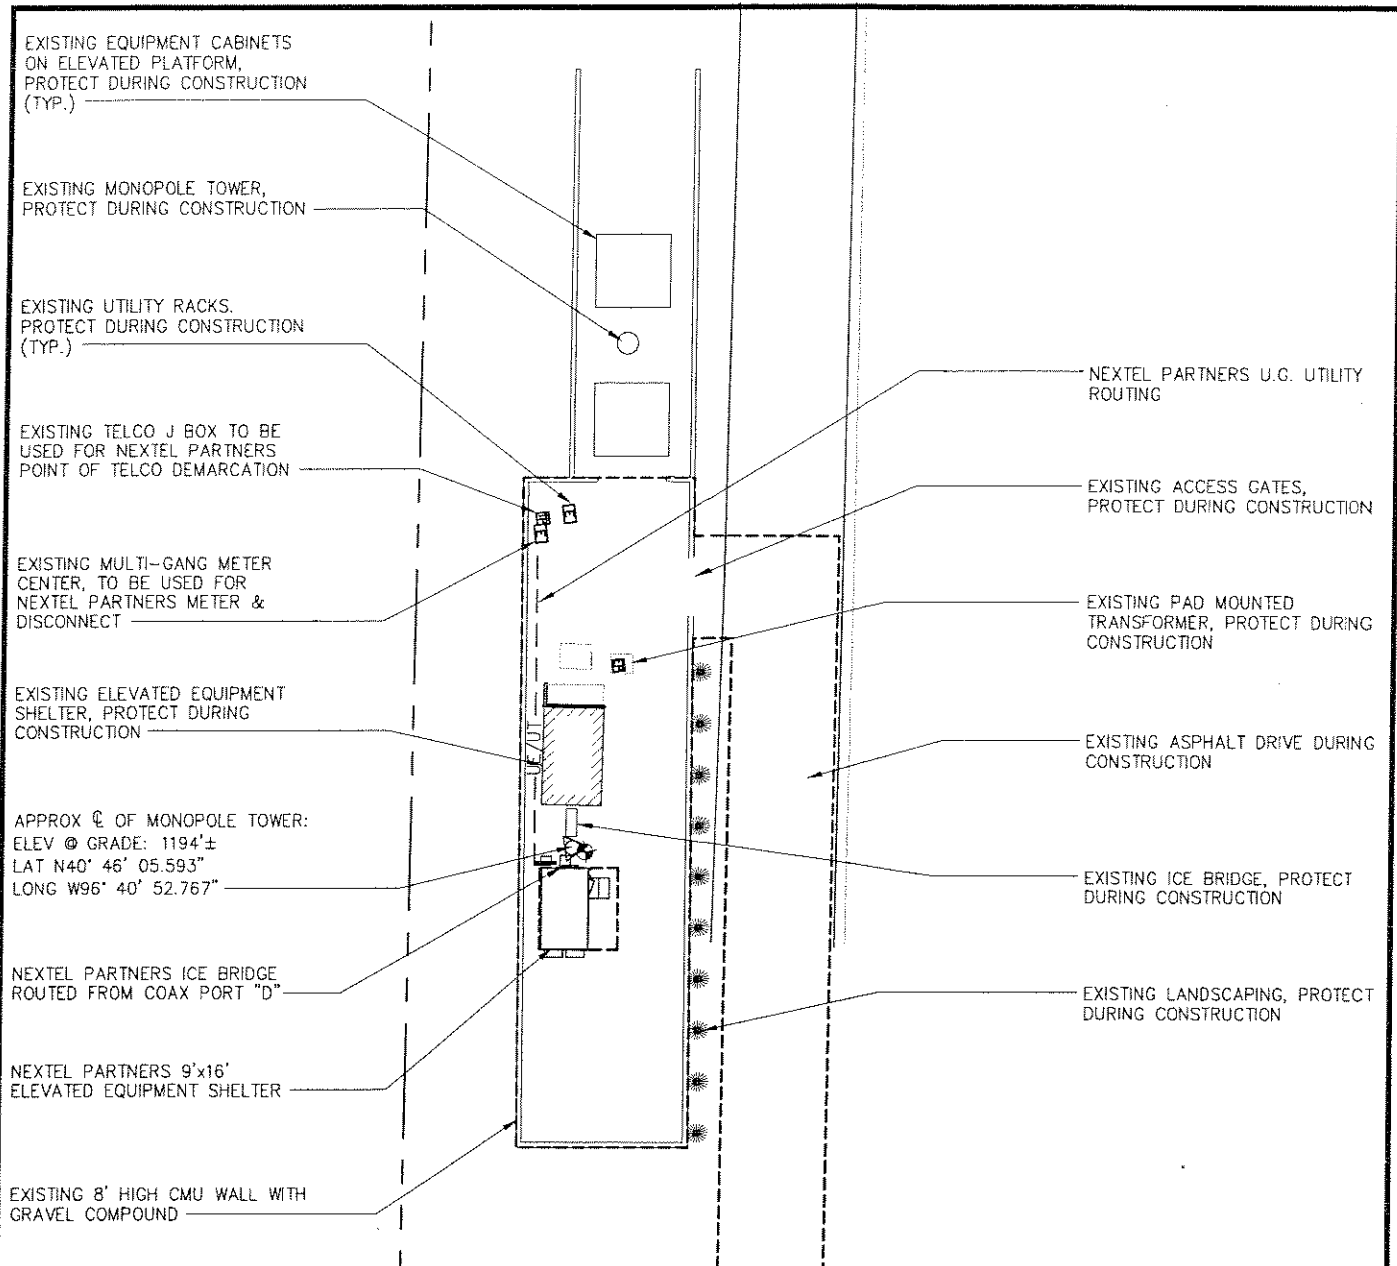 EXISTING EQUIPMENT CABINETS
ON ELEVATED PLATFORM,
PROTECT DURING CONSTRUCTION
(TYP.)
EXISTING MONOPOLE TOWER,
PROTECT DURING CONSTRUCTION
EXISTING UTILITY RACKS.
PROTECT DURING CONSTRUCTION
(TYP.)
EXISTING TELCO J BOX TO BE
USED FOR NEXTEL PARTNERS
POINT OF TELCO DEMARCATION
EXISTING MULTI-GANG METER
CENTER, TO BE USED FOR
NEXTEL PARTNERS METER &
DISCONNECT
EXISTING ELEVATED EQUIPMENT
SHELTER, PROTECT DURING
CONSTRUCTION
APPROX ℄ OF MONOPOLE TOWER:
ELEV @ GRADE: 1194'±
LAT N40° 46' 05.593"
LONG W96° 40' 52.767"
NEXTEL PARTNERS ICE BRIDGE
ROUTED FROM COAX PORT "D"
NEXTEL PARTNERS 9'x16'
ELEVATED EQUIPMENT SHELTER
EXISTING 8' HIGH CMU WALL WITH
GRAVEL COMPOUND
UE/UT
NEXTEL PARTNERS U.G. UTILITY
ROUTING
EXISTING ACCESS GATES,
PROTECT DURING CONSTRUCTION
EXISTING PAD MOUNTED
TRANSFORMER, PROTECT DURING
CONSTRUCTION
EXISTING ASPHALT DRIVE DURING
CONSTRUCTION
EXISTING ICE BRIDGE, PROTECT
DURING CONSTRUCTION
EXISTING LANDSCAPING, PROTECT
DURING CONSTRUCTION